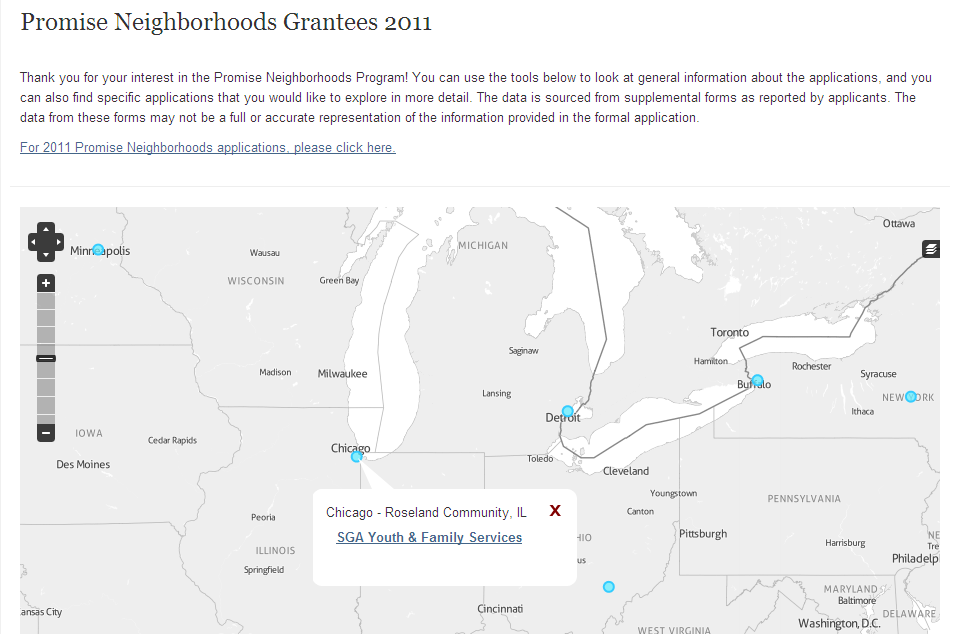 Promise Neighborhoods Grantees 2011
Thank you for your interest in the Promise Neighborhoods Program! You can use the tools below to look at general information about the applications, and you
can also find specific applications that you would like to explore in more detail. The data is sourced from supplemental forms as reported by applicants. The
data from these forms may not be a full or accurate representation of the information provided in the formal application.
For 2011 Promise Neighborhoods applications, please click here.
Ottawa
MICHIGAN
Minneapolis
Wausau
WISCONSIN
Green Bay
Toronto
Saginaw
Hamilton
Rochester
Madison
Milwaukee
Syracuse
Buffalo
Lansing
NEW YORK
Ithaca
Detroit
IOWA
Cedar Rapids
Chicago
Toledo
Des Moines
Cleveland
Youngstown
PENNSYLVANIA
Canton
Chicago - Roseland Community, IL X
SGA Youth & Family Services
Peoria
HIO
Pittsburgh
NE
Harrisburg
Tre
ILLINOIS
us
Philadelp
Springfield
MARYLAND
Baltimore
ansas City
Cincinnati
DELAWARE
Washington, D.C.
WEST VIRGINIA